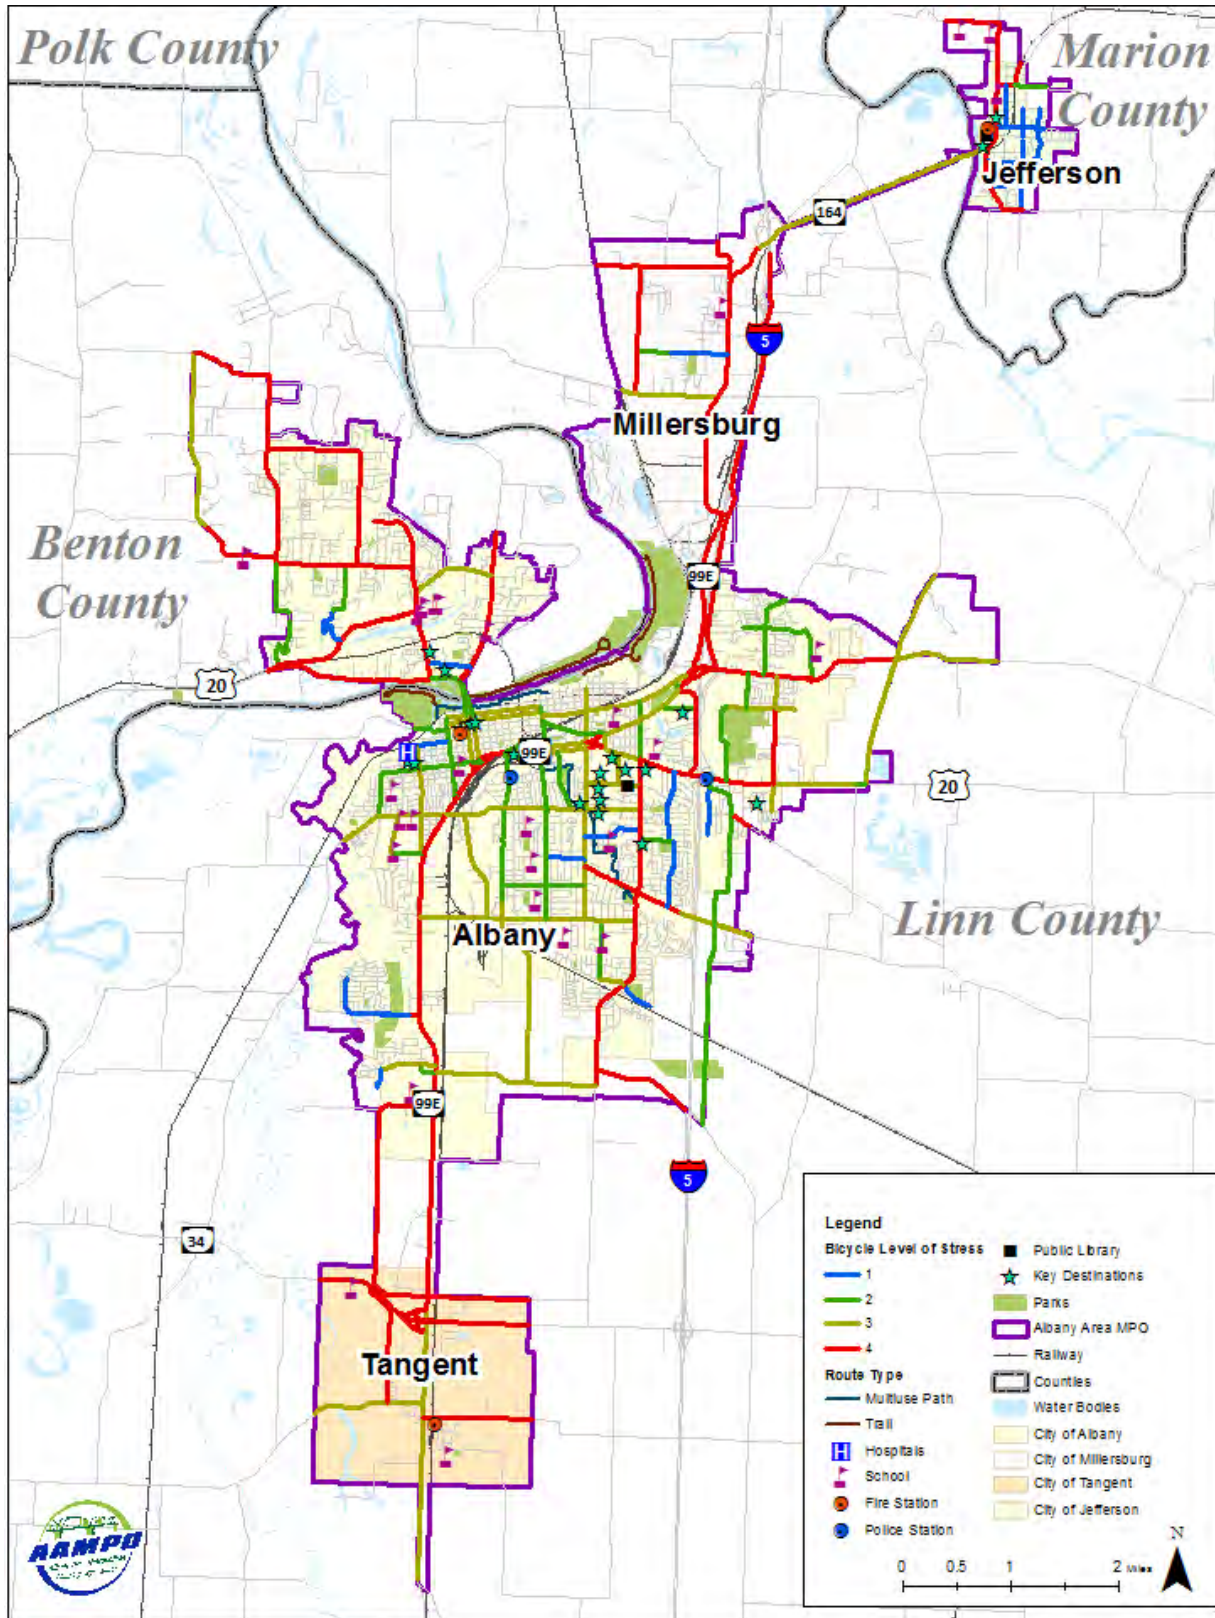 Polk County
Marion
County
Jefferson
164
5
Millersburg
Benton
County
99E
20
99E
20
H
Linn County
Albany
99E
5
34
Tangent
Legend
Bicycle Level of Stress
1
2
3
4
Route Type
Multiuse Path
Trail
H Hospitals
School
Fire Station
Police Station
Public Library
Key Destinations
Parks
Albany Area MPO
Railway
Counties
Water Bodies
City of Albany
City of Millersburg
City of Tangent
City of Jefferson
N
0 0.5 1 2 Miles
AAMPO